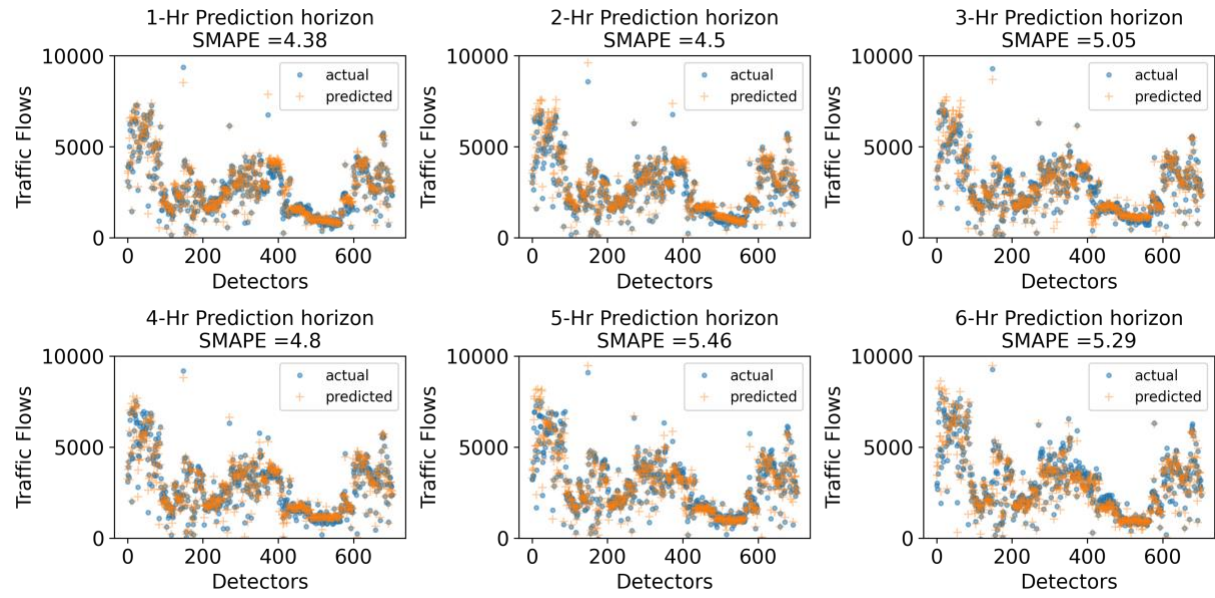 1-Hr Prediction horizon
SMAPE =4.38
10000
5000
0
Traffic Flows
actual
predicted
0 200 400 600
Detectors
2-Hr Prediction horizon
SMAPE =4.5
10000
5000
0
Traffic Flows
actual
predicted
0 200 400 600
Detectors
3-Hr Prediction horizon
SMAPE =5.05
10000
5000
0
Traffic Flows
actual
predicted
0 200 400 600
Detectors
4-Hr Prediction horizon
SMAPE =4.8
10000
5000
0
Traffic Flows
actual
predicted
0 200 400 600
Detectors
5-Hr Prediction horizon
SMAPE =5.46
10000
5000
0
Traffic Flows
actual
predicted
0 200 400 600
Detectors
6-Hr Prediction horizon
SMAPE =5.29
10000
5000
0
Traffic Flows
actual
predicted
0 200 400 600
Detectors